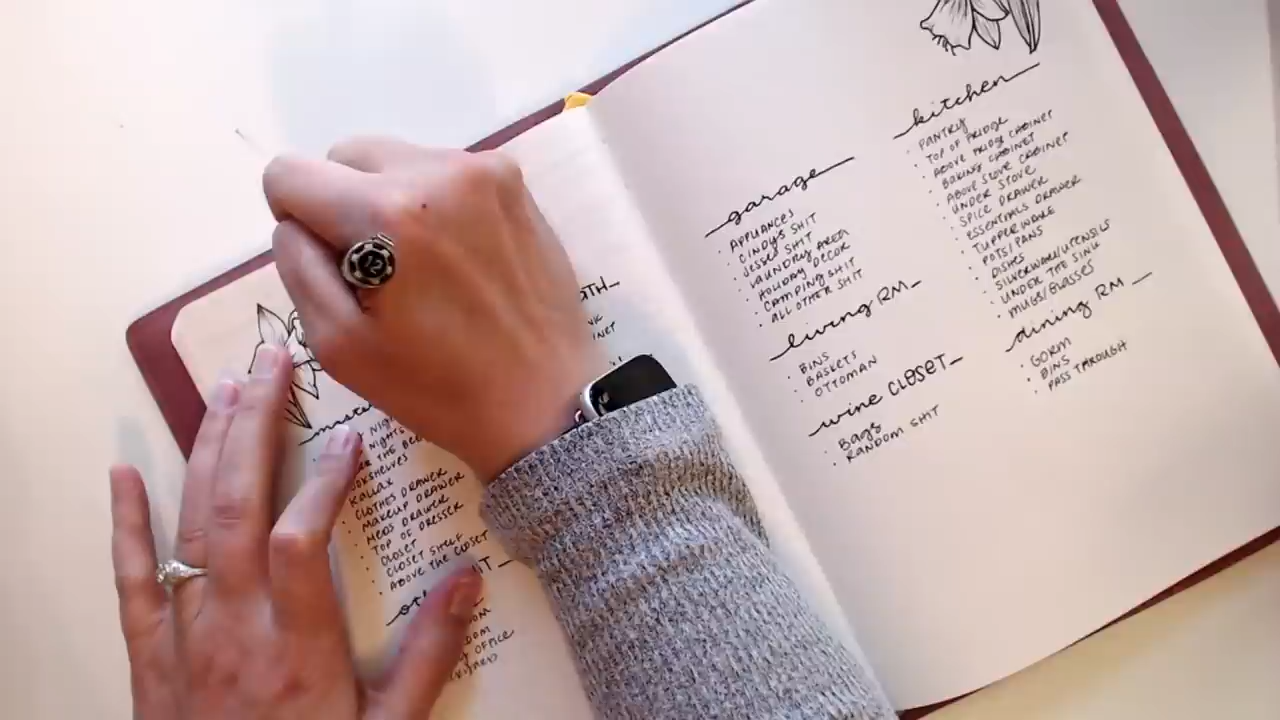 CLOTHES DRAWER
KALLAX
MAKEUP DRAWER
MEDS DRAWER
TOP OF DRESSER
CLOSET
CLOSET SHELF
ABOVE THE CLOSET
OFFICE
garage
· APPLIANCES
· CINDY'S SHIT
· JESSE'S SHIT
· LAUNDRY AREA
· HOLIDAY DECOR
· CAMPING SHIT
· ALL OTHER SHIT
living RM
· BINS
· BASKETS
· OTTOMAN
wine CLOSET
· BAGS
· RANDOM SHIT
kitchen
· PANTRY
· TOP OF FRIDGE
· ABOVE FRIDGE CABINET
· BAKING CABINET
· ABOVE STOVE CABINET
· UNDER STOVE
· SPICE DRAWER
· ESSENTIALS DRAWER
· TUPPERWARE
· POTS/PANS
· DISHES
· SILVERWARE/UTENSILS
· UNDER THE SINK
· MUGS/GLASSES
dining RM
· GORM
· BINS
· PASS THROUGH
12